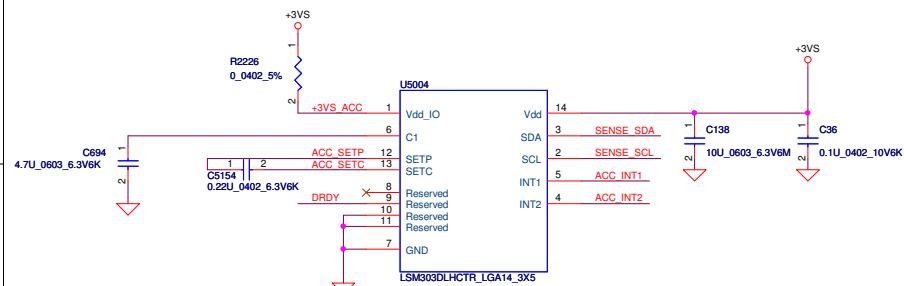 +3VS
1
R2226
0_0402_5%
2
+3VS
U5004
+3VS_ACC 1 Vdd_IO Vdd 14
6 C1 SDA 3 SENSE_SDA
C694 1
4.7U_0603_6.3V6K
2
ACC_SETP 12 SETP SCL 2 SENSE_SCL
1 2 ACC_SETC 13 SETC
C5154
0.22U_0402_6.3V6K
INT1 5 ACC_INT1
8 Reserved
DRDY 9 Reserved INT2 4 ACC_INT2
10 Reserved
11 Reserved
7 GND
LSM303DLHCTR_LGA14_3X5
1 C138
10U_0603_6.3V6M
2
1 C36
0.1U_0402_10V6K
2